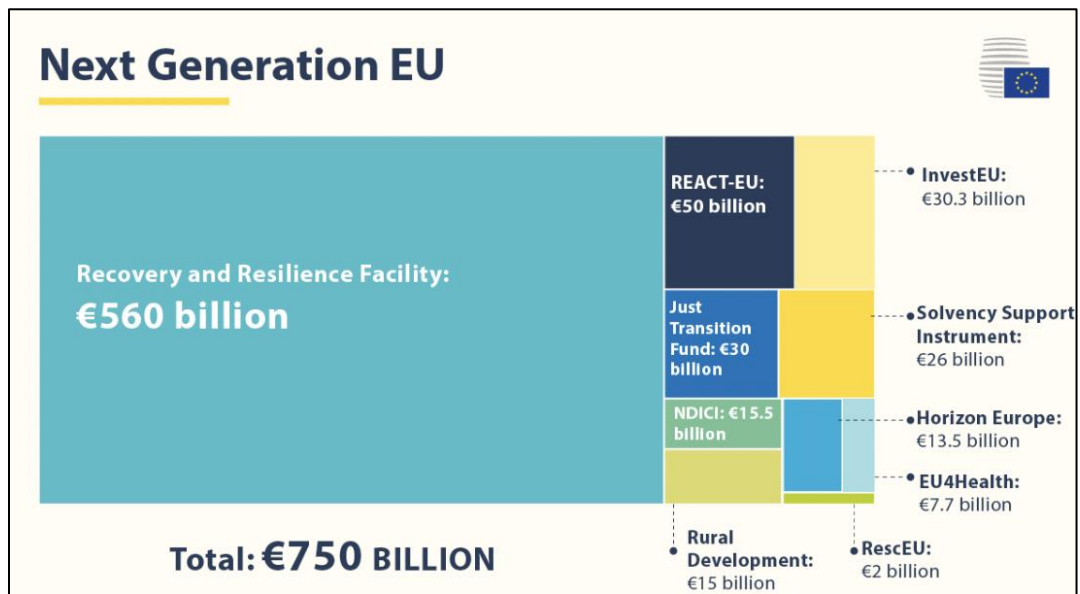 Next Generation EU
Recovery and Resilience Facility:
€560 billion
REACT-EU:
€50 billion
InvestEU:
€30.3 billion
Just
Transition
Fund: €30
billion
Solvency Support
Instrument:
€26 billion
NDICI: €15.5
billion
Horizon Europe:
€13.5 billion
EU4Health:
€7.7 billion
Rural
Development:
€15 billion
RescEU:
€2 billion
Total: €750 BILLION